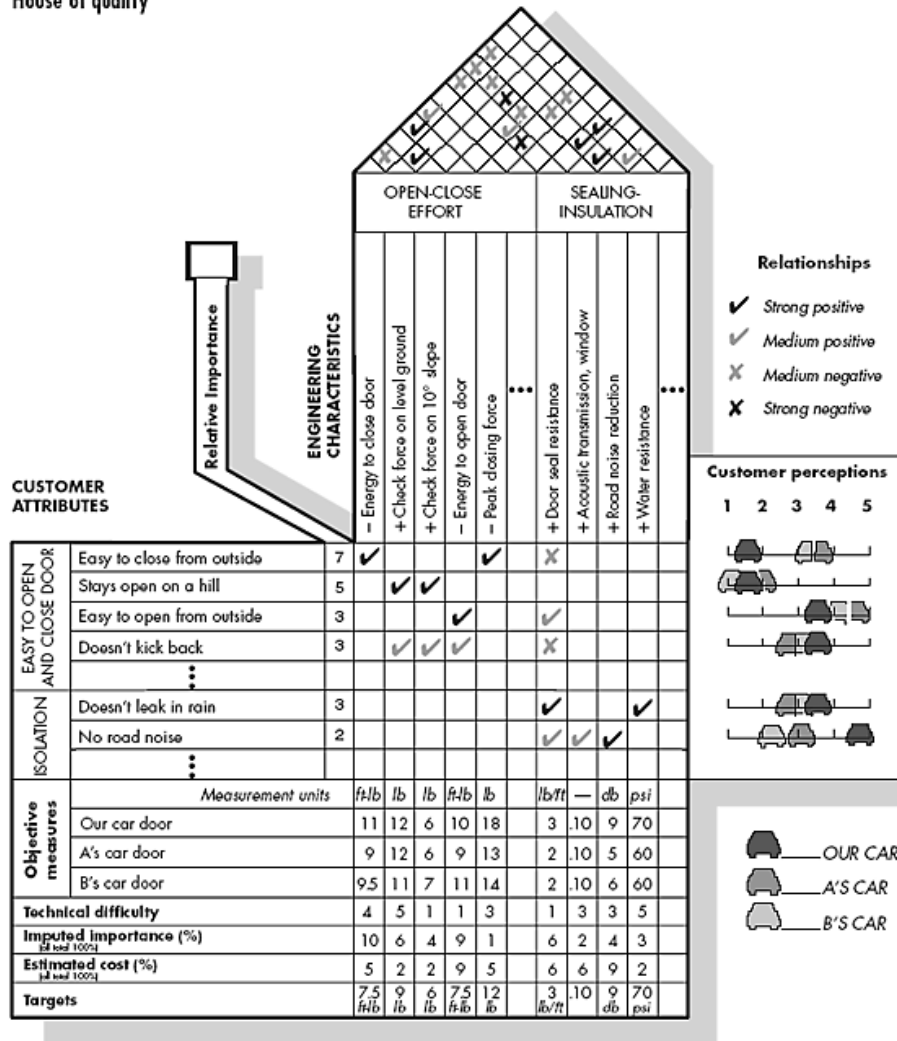 House of quality
OPEN-CLOSE
EFFORT
SEALING-
INSULATION
Relative Importance
ENGINEERING
CHARACTERISTICS
– Energy to close door
+ Check force on level ground
+ Check force on 10° slope
– Energy to open door
– Peak closing force
...
+ Door seal resistance
+ Acoustic transmission, window
+ Road noise reduction
+ Water resistance
...
Relationships
✔ Strong positive
✔ Medium positive
✘ Medium negative
✘ Strong negative
CUSTOMER
ATTRIBUTES
Customer perceptions
1 2 3 4 5
EASY TO OPEN
AND CLOSE DOOR
Easy to close from outside 7 ✔ ✔ ✘
Stays open on a hill 5 ✔ ✔
Easy to open from outside 3 ✔ ✔
Doesn't kick back 3 ✔ ✔ ✔ ✘
⋮
ISOLATION
Doesn't leak in rain 3 ✔ ✔
No road noise 2 ✔ ✔ ✔
⋮
Objective
measures
Measurement units ft-lb lb lb ft-lb lb lb/ft — db psi
Our car door 11 12 6 10 18 3 .10 9 70
A's car door 9 12 6 9 13 2 .10 5 60
B's car door 9.5 11 7 11 14 2 .10 6 60
Technical difficulty 4 5 1 1 3 1 3 3 5
Imputed importance (%) 10 6 4 9 1 6 2 4 3
(all total 100%)
Estimated cost (%) 5 2 2 9 5 6 6 9 2
(all total 100%)
Targets 7.5 ft-lb 9 lb 6 lb 7.5 ft-lb 12 lb 3 lb/ft .10 9 db 70 psi
OUR CAR
A'S CAR
B'S CAR